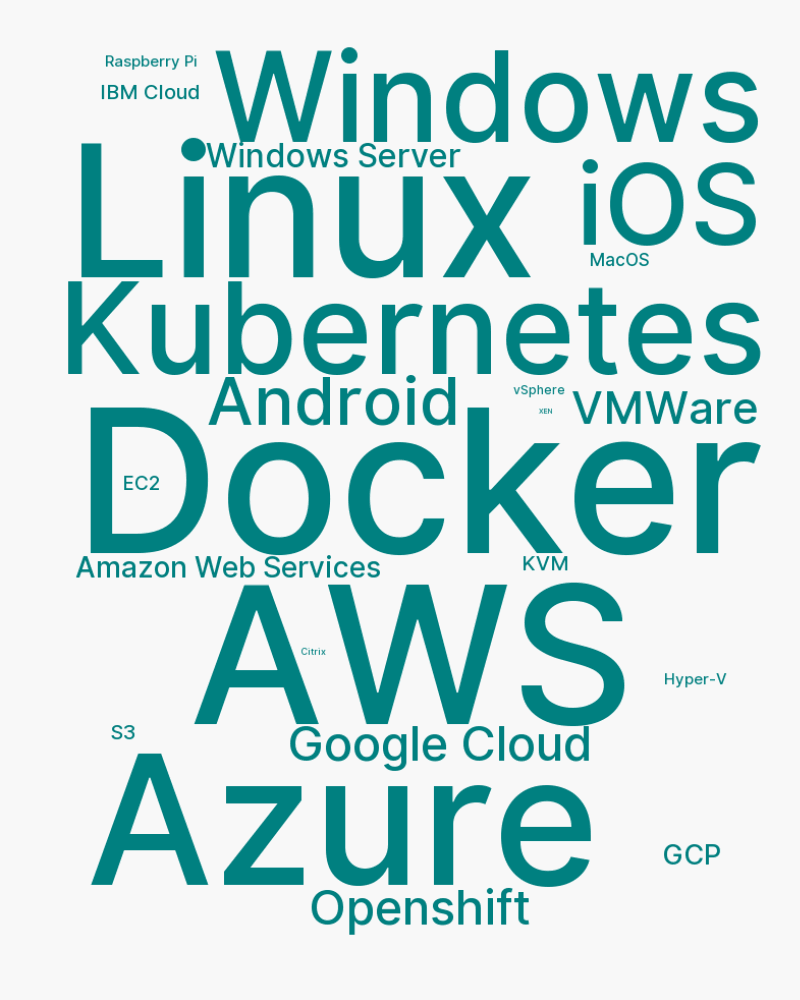 Raspberry Pi
IBM Cloud
Windows
Windows Server
Linux
iOS
MacOS
Kubernetes
Android
vSphere
XEN
VMWare
Docker
EC2
Amazon Web Services
KVM
AWS
Citrix
Hyper-V
S3
Google Cloud
Azure
GCP
Openshift